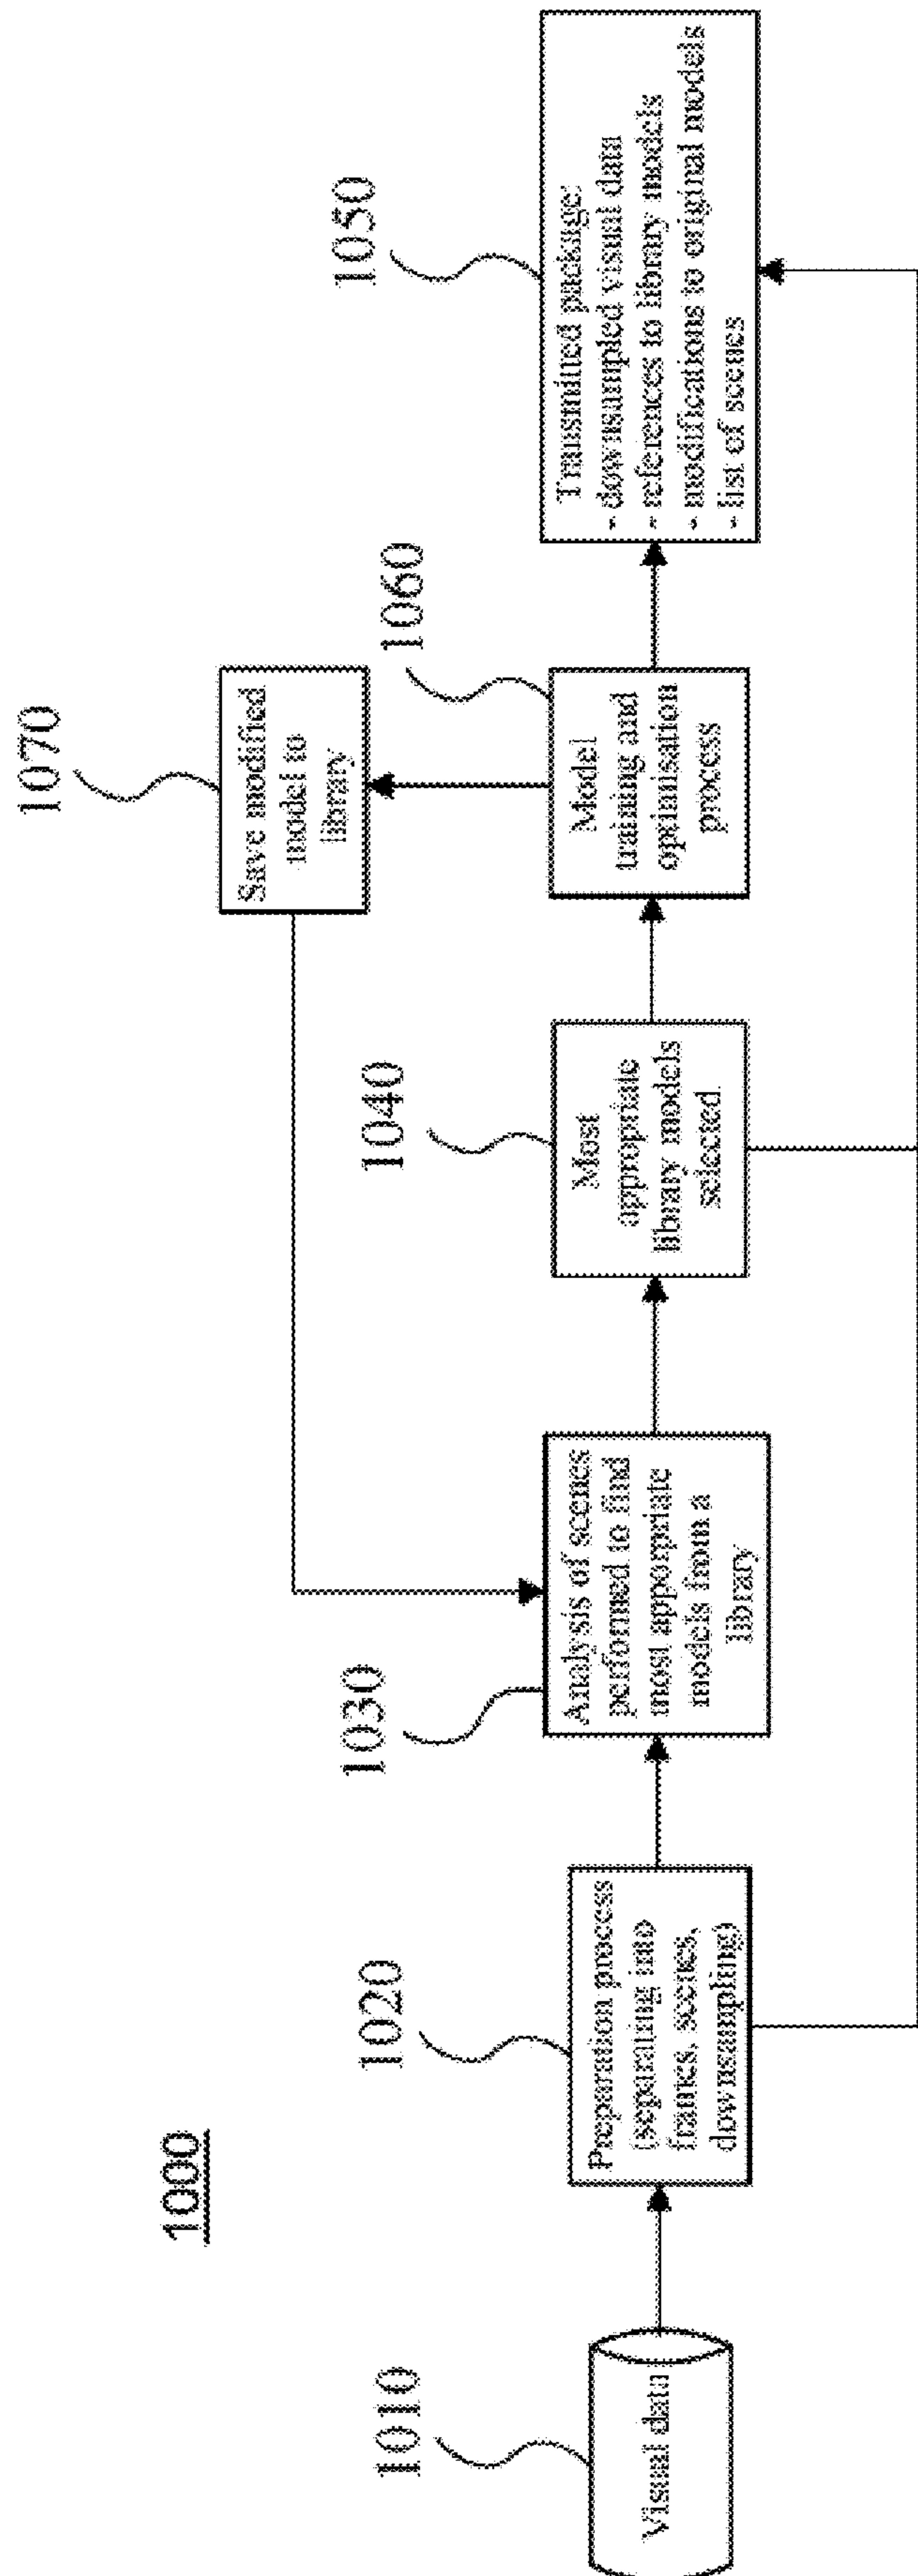 1000
1010
Visual data
1020
Preparation process
(separating into
frames, scenes,
downsampling)
1030
Analysis of scenes
performed to find
most apporpriate
models from a
library
1040
Most
appropriate
library models
selected
1060
Model
training and
optimisation
process
1070
Save modified
model to
library
1050
Transmitted package:
- downsampled visual data
- references to library models
- modifications to original models
- list of scenes